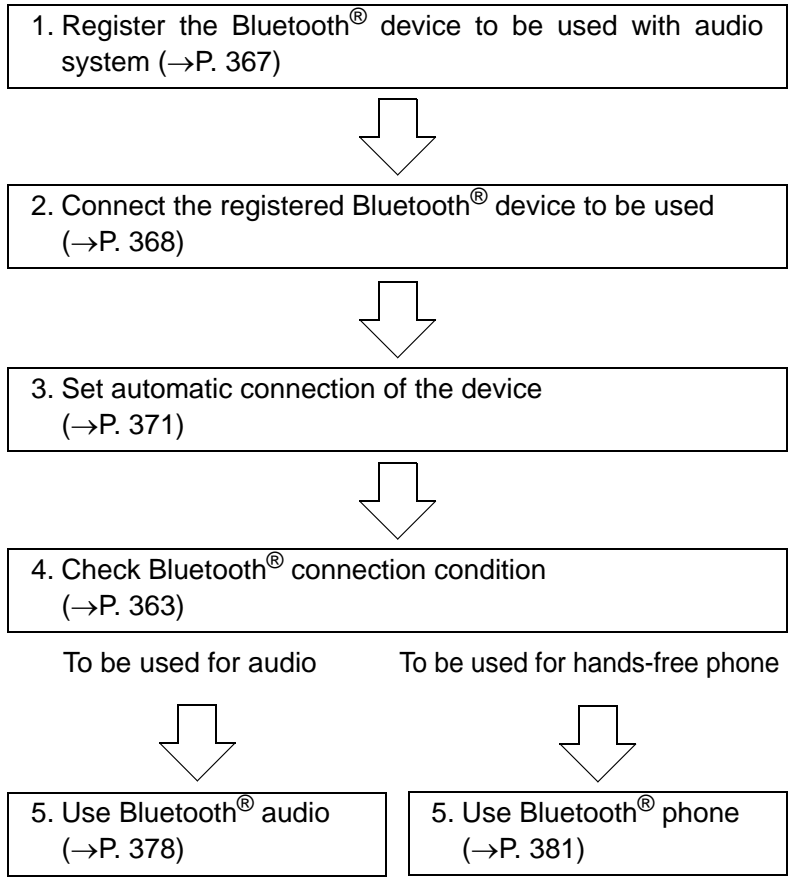 1. Register the Bluetooth® device to be used with audio
system (→P. 367)
2. Connect the registered Bluetooth® device to be used
(→P. 368)
3. Set automatic connection of the device
(→P. 371)
4. Check Bluetooth® connection condition
(→P. 363)
To be used for audio
To be used for hands-free phone
5. Use Bluetooth® audio
(→P. 378)
5. Use Bluetooth® phone
(→P. 381)